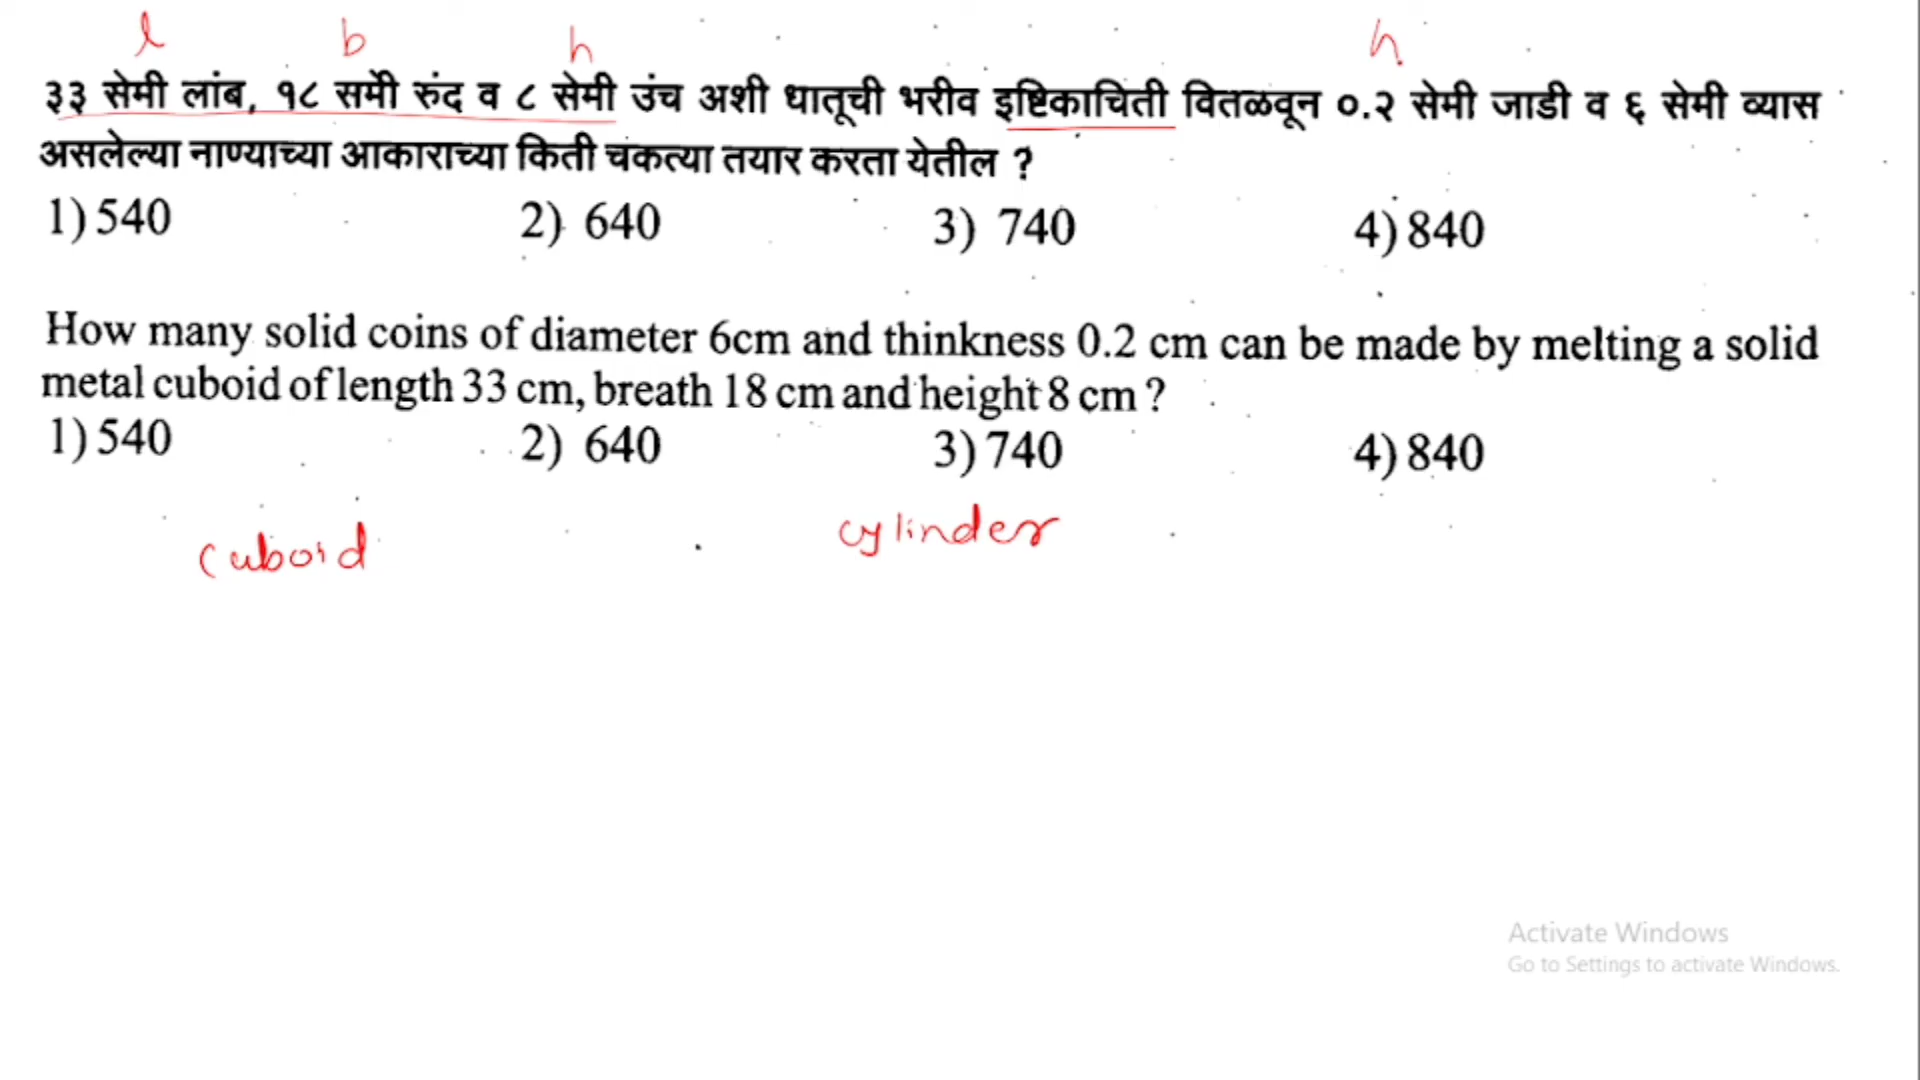 l b h h
३३ सेमी लांब, १८ समी रुंद व ८ सेमी उंच अशी धातूची भरीव इष्टिकाचिती वितळवून ०.२ सेमी जाडी व ६ सेमी व्यास
असलेल्या नाण्याच्या आकाराच्या किती चकत्या तयार करता येतील ?
1) 540 2) 640 3) 740 4) 840
How many solid coins of diameter 6cm and thinkness 0.2 cm can be made by melting a solid
metal cuboid of length 33 cm, breath 18 cm and height 8 cm ?
1) 540 2) 640 3) 740 4) 840
cuboid cylinder
Activate Windows
Go to Settings to activate Windows.